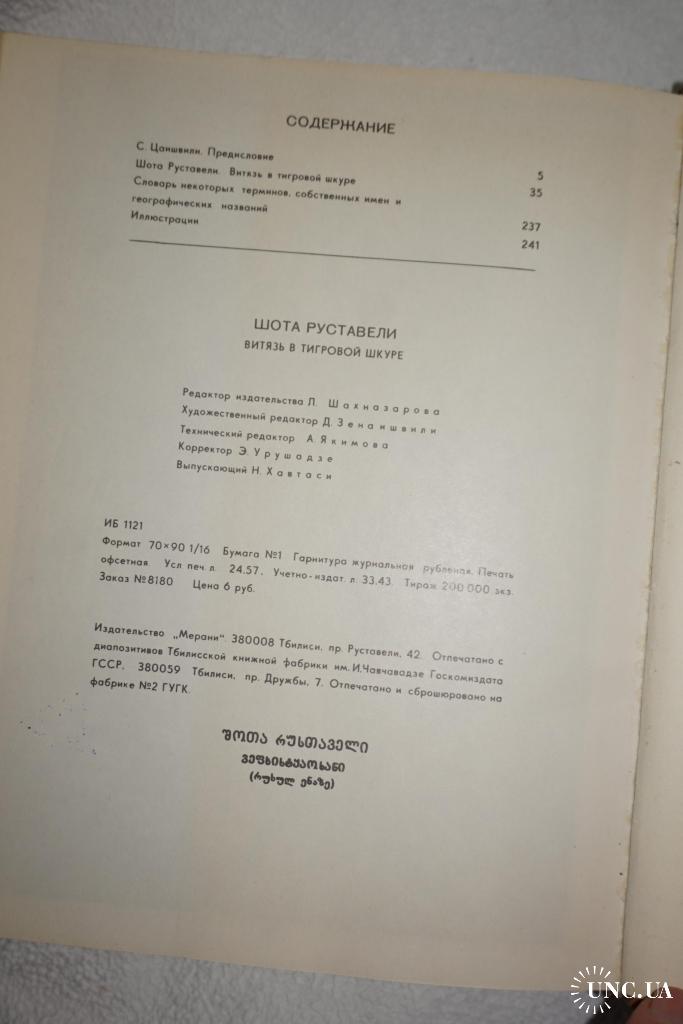 СОДЕРЖАНИЕ
С. Цаишвили. Предисловие 5
Шота Руставели. Витязь в тигровой шкуре 35
Словарь некоторых терминов, собственных имен и
географических названий 237
Иллюстрации 241
ШОТА РУСТАВЕЛИ
ВИТЯЗЬ В ТИГРОВОЙ ШКУРЕ
Редактор издательства Л. Шахназарова
Художественный редактор Д. Зенаишвили
Технический редактор А. Якимова
Корректор Э. Урушадзе
Выпускающий Н. Хавтаси
ИБ 1121
Формат 70×90 1/16 Бумага №1 Гарнитура журнальная рубленая. Печать
офсетная. Усл печ. л. 24.57. Учетно-издат. л. 33.43. Тираж 200 000 экз.
Заказ №8180 Цена 6 руб.
Издательство „Мерани“. 380008 Тбилиси, пр. Руставели, 42. Отпечатано с
диапозитивов Тбилисской книжной фабрики им. И.Чавчавадзе Госкомиздата
ГССР, 380059 Тбилиси, пр. Дружбы, 7. Отпечатано и сброшюровано на
фабрике №2 ГУГК.
შოთა რუსთაველი
ვეფხისტყაოსანი
(რუსულ ენაზე)
UNC.UA